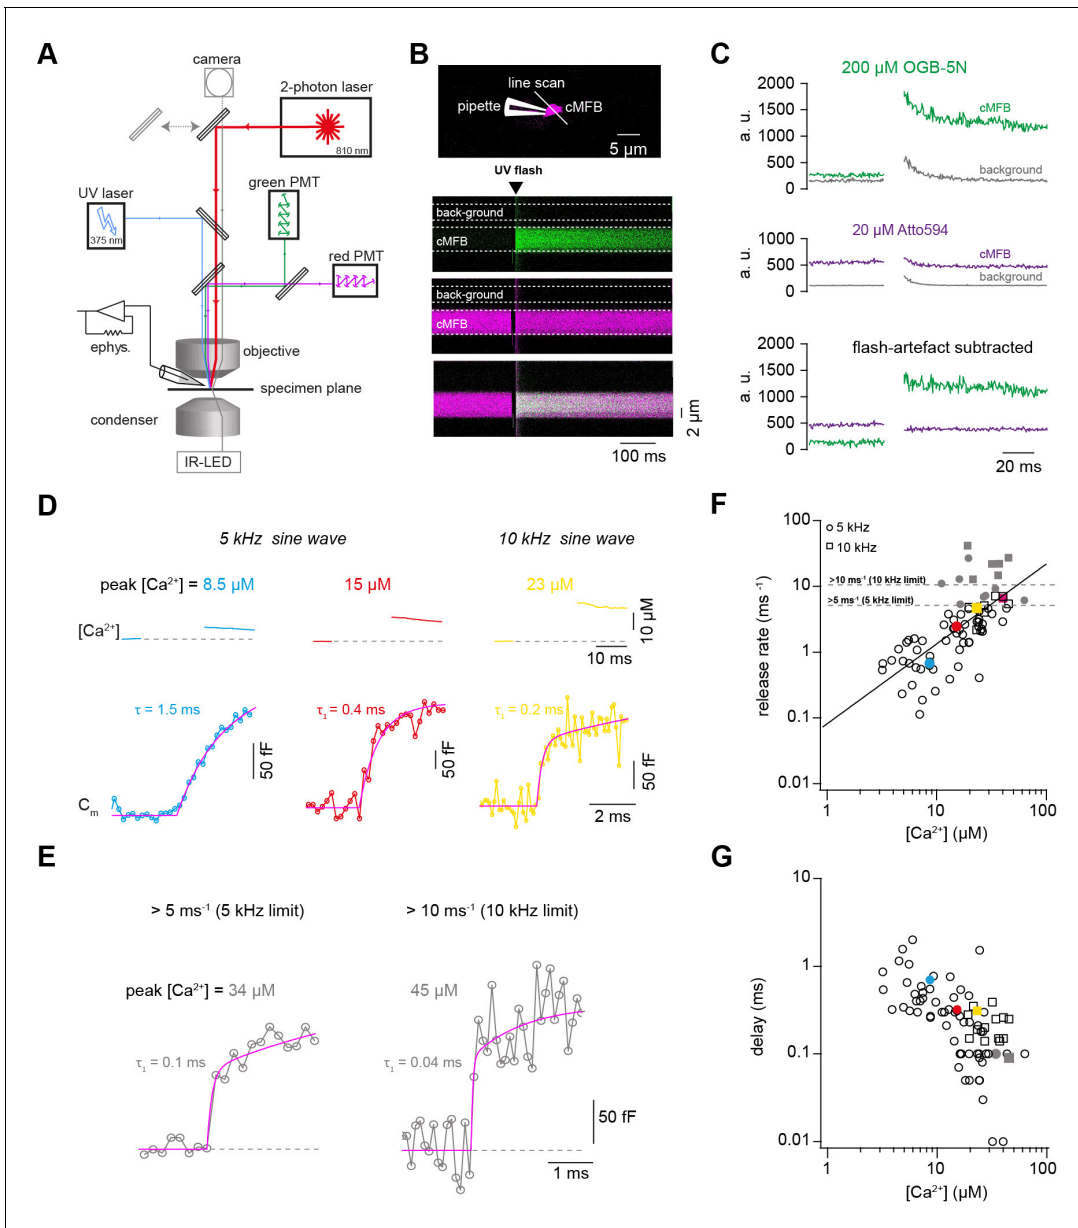 A
camera
2-photon laser
810 nm
UV laser
375 nm
green PMT
red PMT
ephys.
objective
specimen plane
condenser
IR-LED
B
line scan
pipette
cMFB
5 µm
UV flash
back-ground
cMFB
back-ground
cMFB
2 µm
100 ms
C
200 µM OGB-5N
2000
1500
1000
500
0
a. u.
cMFB
background
20 µM Atto594
1000
500
0
a. u.
cMFB
background
flash-artefact subtracted
2000
1500
1000
500
0
a. u.
20 ms
D
5 kHz sine wave
10 kHz sine wave
peak [Ca²⁺] = 8.5 µM
15 µM
23 µM
[Ca²⁺]
10 µM
10 ms
τ = 1.5 ms
τ₁ = 0.4 ms
τ₁ = 0.2 ms
50 fF
50 fF
50 fF
Cₘ
2 ms
E
> 5 ms⁻¹ (5 kHz limit)
> 10 ms⁻¹ (10 kHz limit)
peak [Ca²⁺] = 34 µM
45 µM
τ₁ = 0.1 ms
τ₁ = 0.04 ms
50 fF
1 ms
F
100
10
1
0.1
0.01
release rate (ms⁻¹)
5 kHz
10 kHz
>10 ms⁻¹ (10 kHz limit)
>5 ms⁻¹ (5 kHz limit)
1
10
100
[Ca²⁺] (µM)
G
10
1
0.1
0.01
delay (ms)
1
10
100
[Ca²⁺] (µM)